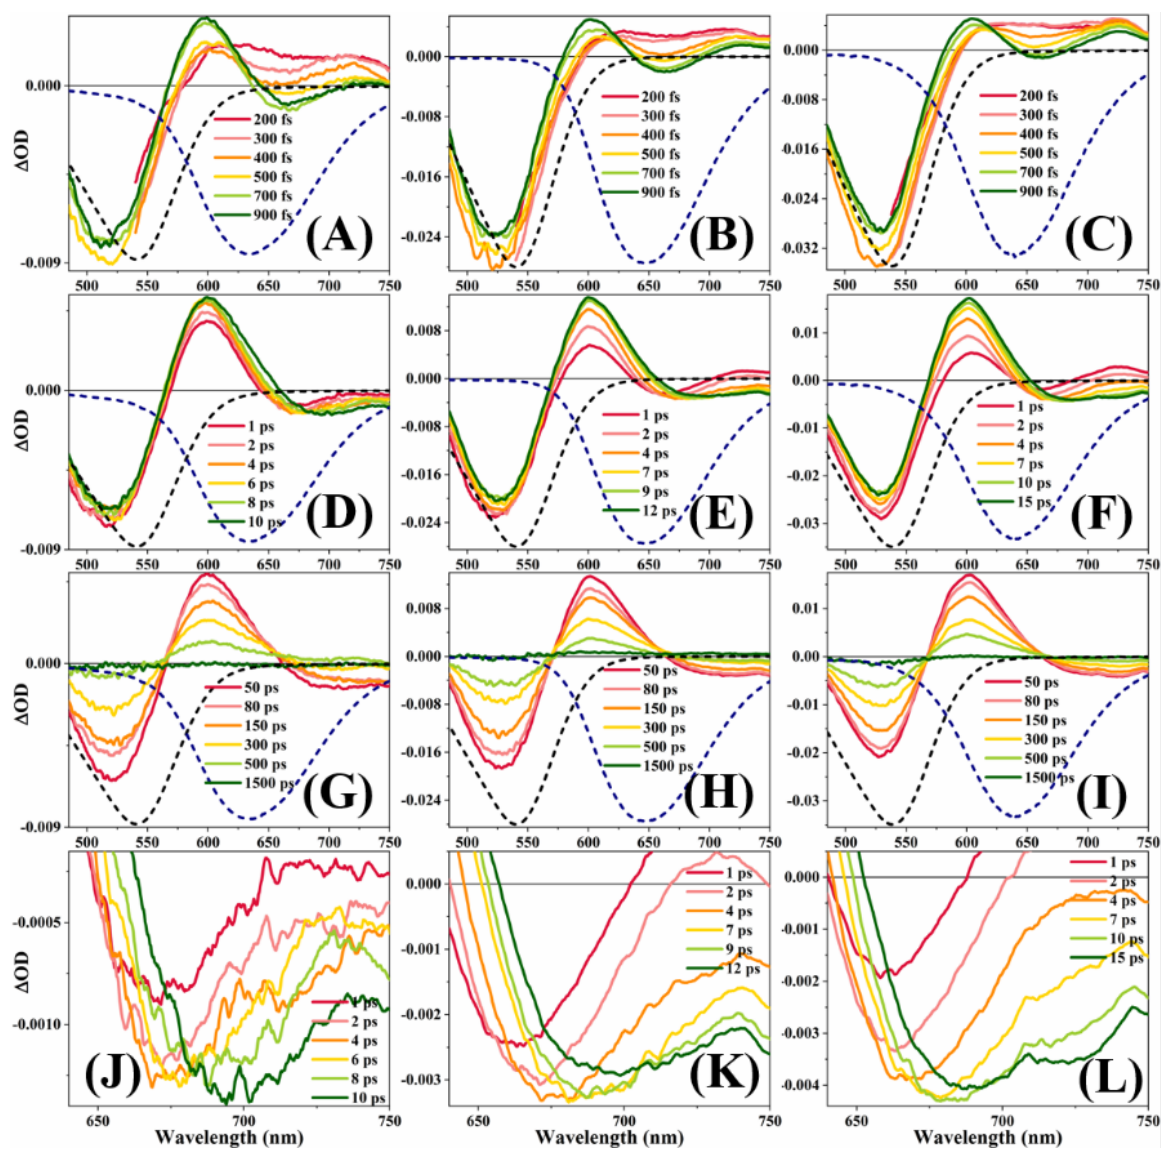 0.000
-0.009
ΔOD
200 fs
300 fs
400 fs
500 fs
700 fs
900 fs
(A)
500 550 600 650 700 750
0.000
-0.008
-0.016
-0.024
200 fs
300 fs
400 fs
500 fs
700 fs
900 fs
(B)
500 550 600 650 700 750
0.000
-0.008
-0.016
-0.032
200 fs
300 fs
400 fs
500 fs
700 fs
900 fs
(C)
500 550 600 650 700 750
0.000
-0.009
ΔOD
1 ps
2 ps
4 ps
6 ps
8 ps
10 ps
(D)
500 550 600 650 700 750
0.008
0.000
-0.008
-0.016
-0.024
1 ps
2 ps
4 ps
7 ps
9 ps
12 ps
(E)
500 550 600 650 700 750
0.01
0.00
-0.01
-0.02
-0.03
1 ps
2 ps
4 ps
7 ps
10 ps
15 ps
(F)
500 550 600 650 700 750
0.000
-0.009
ΔOD
50 ps
80 ps
150 ps
300 ps
500 ps
1500 ps
(G)
500 550 600 650 700 750
0.008
0.000
-0.008
-0.016
-0.024
50 ps
80 ps
150 ps
300 ps
500 ps
1500 ps
(H)
500 550 600 650 700 750
0.01
0.00
-0.01
-0.02
-0.03
50 ps
80 ps
150 ps
300 ps
500 ps
1500 ps
(I)
500 550 600 650 700 750
-0.0005
-0.0010
ΔOD
1 ps
2 ps
4 ps
6 ps
8 ps
10 ps
(J)
650 700 750
Wavelength (nm)
0.000
-0.001
-0.002
-0.003
1 ps
2 ps
4 ps
7 ps
9 ps
12 ps
(K)
650 700 750
Wavelength (nm)
0.000
-0.001
-0.002
-0.003
-0.004
1 ps
2 ps
4 ps
7 ps
10 ps
15 ps
(L)
650 700 750
Wavelength (nm)